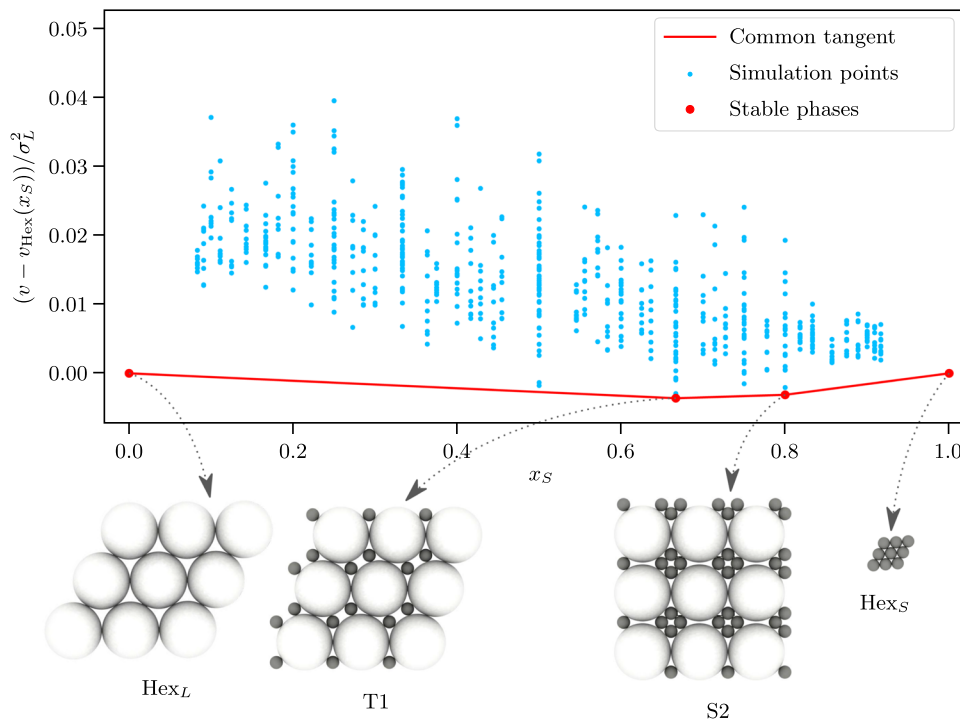 0.05
Common tangent
Simulation points
0.04
Stable phases
0.03
(v − v_Hex(x_S))/σ_L^2
0.02
0.01
0.00
0.0 0.2 0.4 0.6 0.8 1.0
x_S
Hex_S
Hex_L
T1
S2